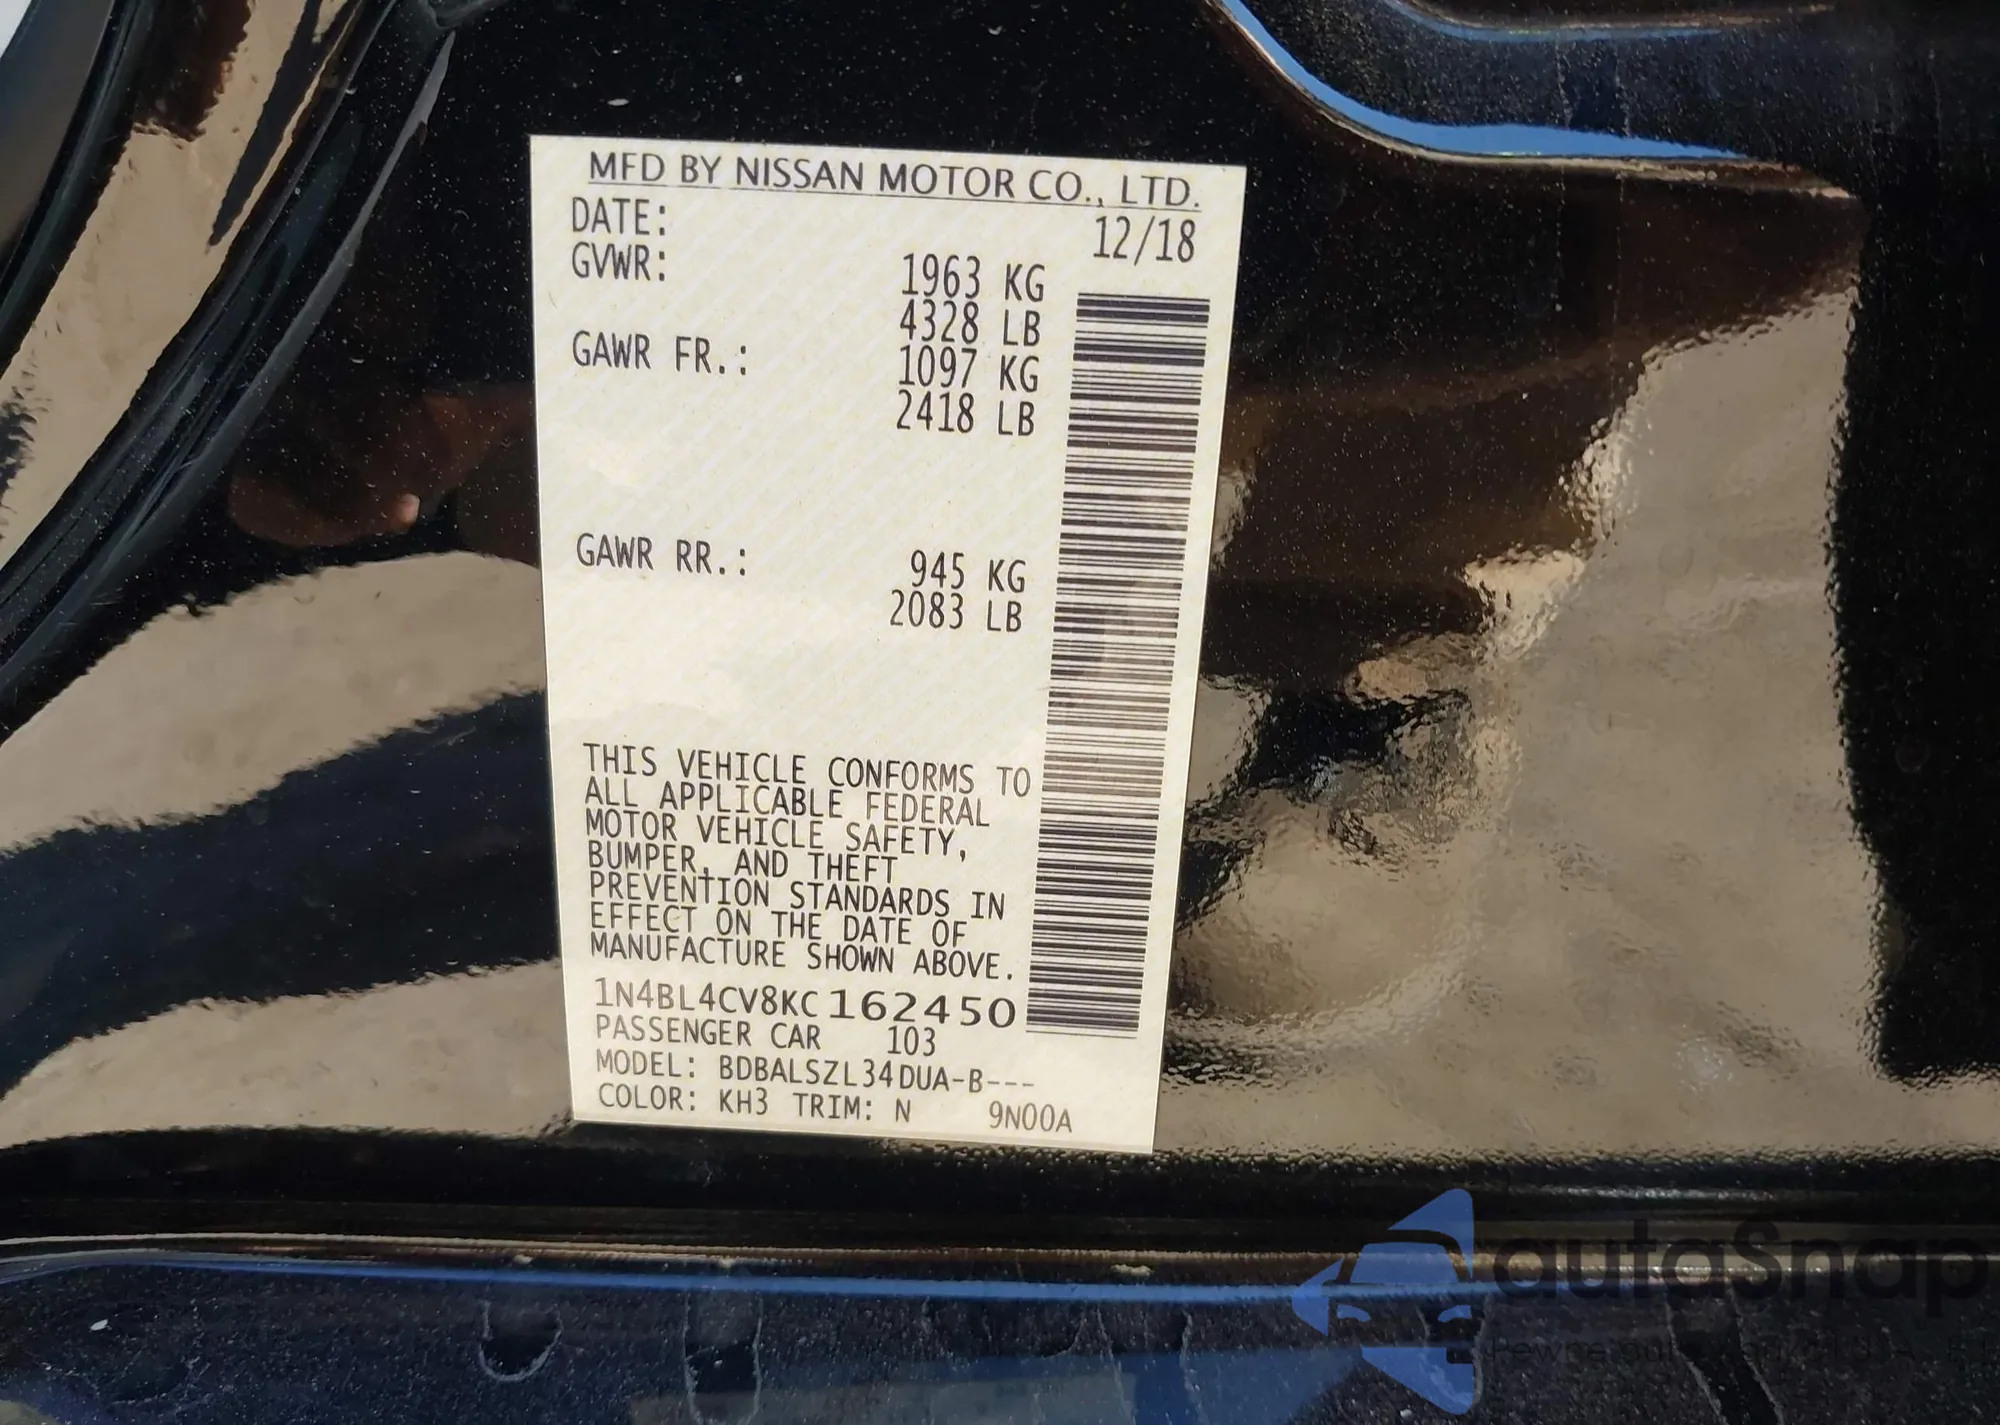 MFD BY NISSAN MOTOR CO., LTD.
DATE: 12/18
GVWR: 1963 KG
4328 LB
GAWR FR.: 1097 KG
2418 LB
GAWR RR.: 945 KG
2083 LB
THIS VEHICLE CONFORMS TO
ALL APPLICABLE FEDERAL
MOTOR VEHICLE SAFETY,
BUMPER, AND THEFT
PREVENTION STANDARDS IN
EFFECT ON THE DATE OF
MANUFACTURE SHOWN ABOVE.
1N4BL4CV8KC162450
PASSENGER CAR 103
MODEL: BDBALSZL34DUA-B---
COLOR: KH3 TRIM: N 9N00A
autaSnap
Pewne auta